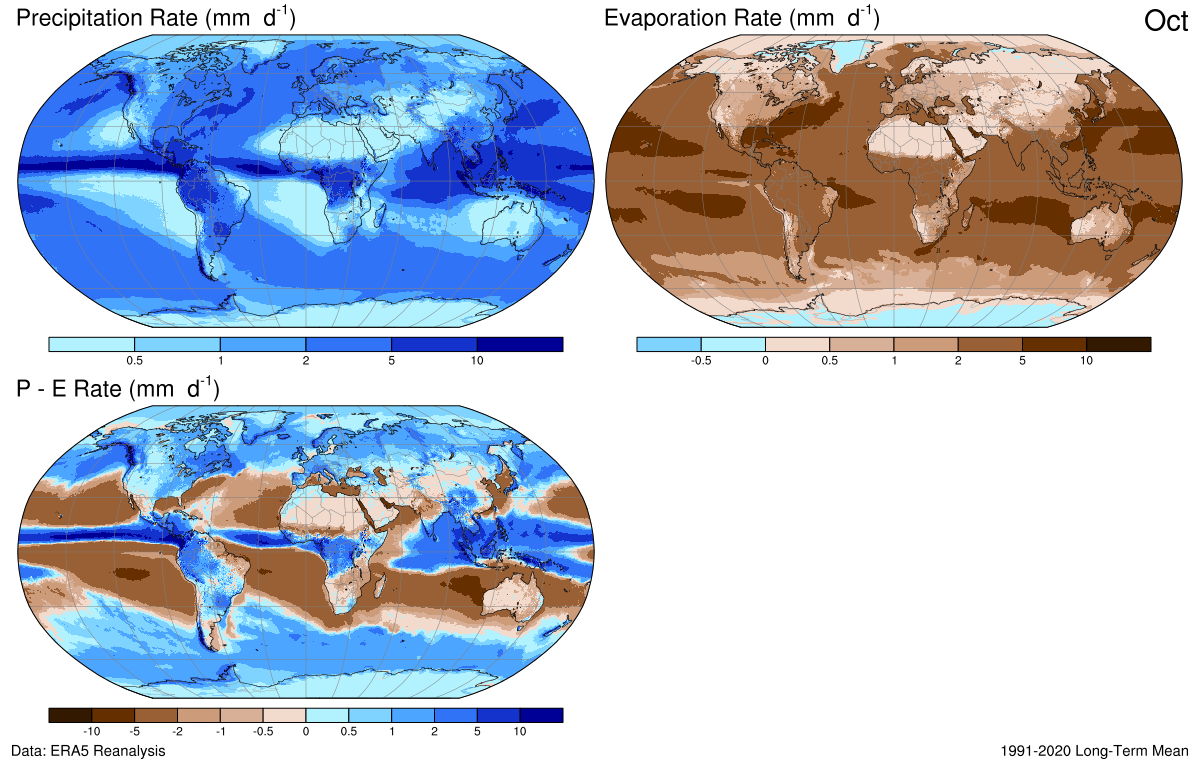 Precipitation Rate (mm d-1)
Evaporation Rate (mm d-1)
Oct
0.5 1 2 5 10
-0.5 0 0.5 1 2 5 10
P - E Rate (mm d-1)
-10 -5 -2 -1 -0.5 0 0.5 1 2 5 10
Data: ERA5 Reanalysis
1991-2020 Long-Term Mean